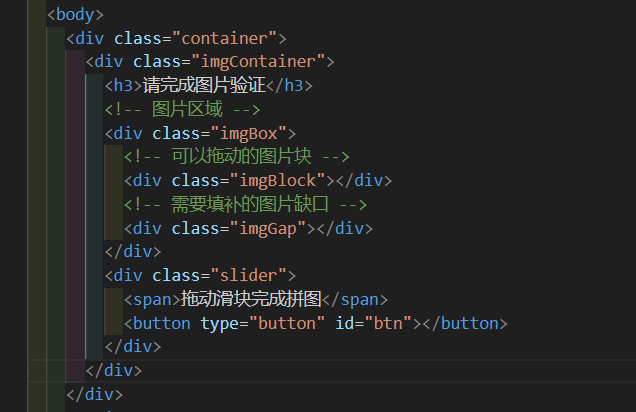 <body>
<div class="container">
<div class="imgContainer">
<h3>请完成图片验证</h3>
<!-- 图片区域 -->
<div class="imgBox">
<!-- 可以拖动的图片块 -->
<div class="imgBlock"></div>
<!-- 需要填补的图片缺口 -->
<div class="imgGap"></div>
</div>
<div class="slider">
<span>拖动滑块完成拼图</span>
<button type="button" id="btn"></button>
</div>
</div>
</div>